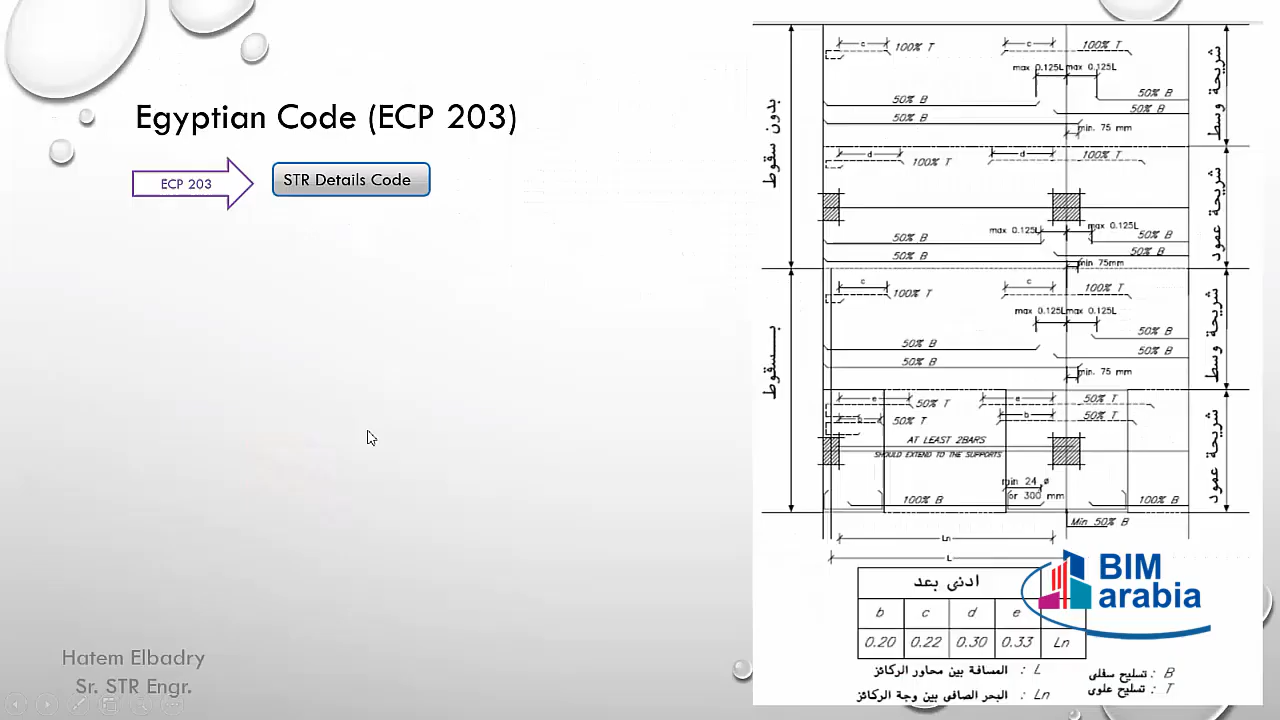 Egyptian Code (ECP 203)
ECP 203
STR Details Code
Hatem Elbadry
Sr. STR Engr.
بدون سقوط
بسقوط
شريحة وسط
شريحة عمود
شريحة وسط
شريحة عمود
c 100% T c 100% T
max 0.125L max 0.125L
50% B 50% B
50% B 50% B
min. 75 mm
d 100% T d 100% T
max 0.125L max 0.125L
50% B 50% B
50% B 50% B
min 75mm
c 100% T c 100% T
max 0.125L max 0.125L
50% B 50% B
50% B 50% B
min. 75 mm
e 50% T e 50% T
b 50% T b 50% T
AT LEAST 2BARS
SHOULD EXTEND TO THE SUPPORTS
min 24 ø
or 300 mm
100% B 100% B
Min 50% B
Ln
L
BIM
arabia
ادنى بعد
b c d e
0.20 0.22 0.30 0.33 Ln
L : المسافة بين محاور الركائز
Ln : البحر الصافى بين وجة الركائز
B : تسليح سفلى
T : تسليح علوى